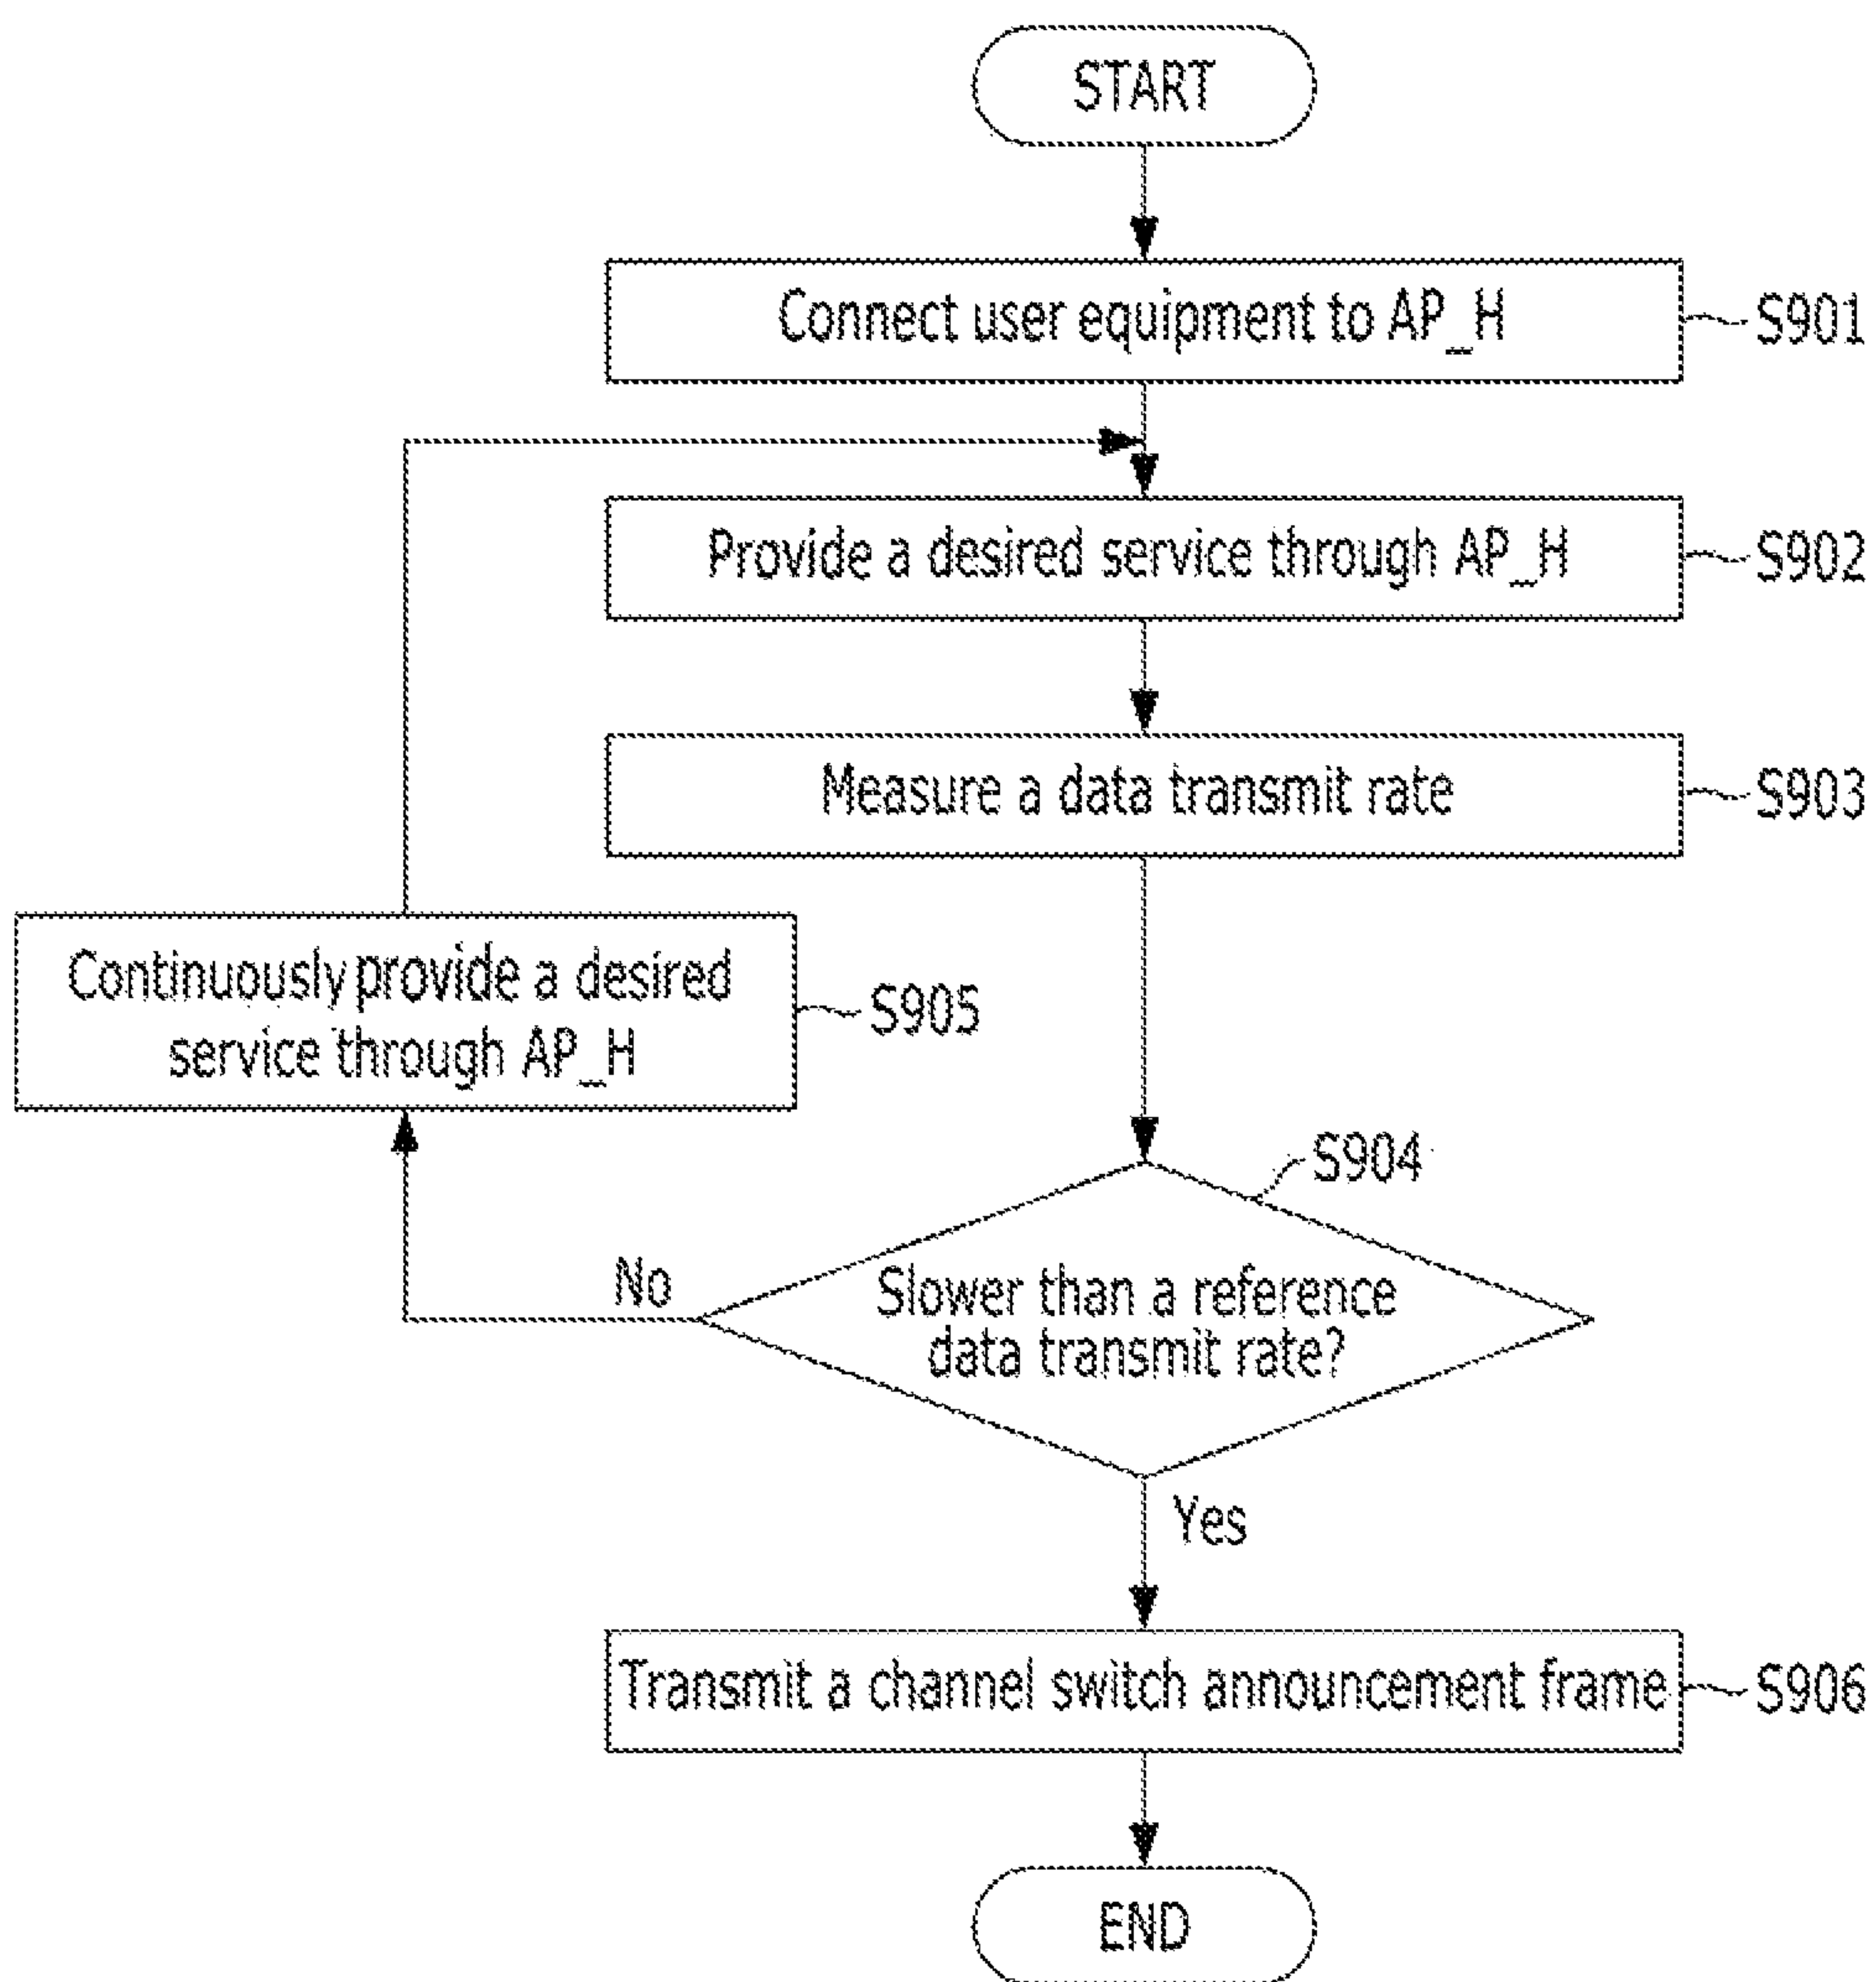 START
Connect user equipment to AP_H
S901
Provide a desired service through AP_H
S902
Measure a data transmit rate
S903
Continuously provide a desired
service through AP_H
S905
S904
No
Slower than a reference
data transmit rate?
Yes
Transmit a channel switch announcement frame
S906
END